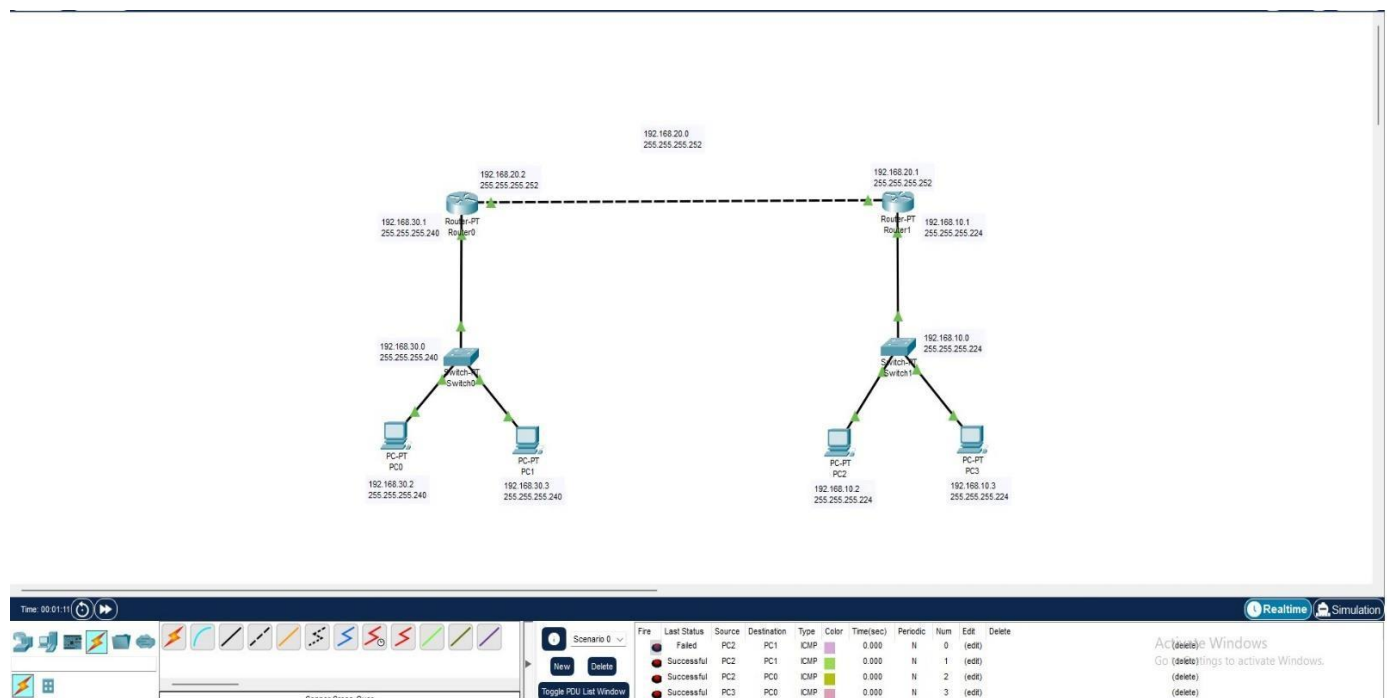 192.168.20.0
255.255.255.252
192.168.20.2
255.255.255.252
192.168.20.1
255.255.255.252
192.168.30.1
255.255.255.240
Router-PT
Router0
Router-PT
Router1
192.168.10.1
255.255.255.224
192.168.30.0
255.255.255.240
Switch-PT
Switch0
192.168.10.0
255.255.255.224
Switch-PT
Switch1
PC-PT
PC0
PC-PT
PC1
PC-PT
PC2
PC-PT
PC3
192.168.30.2
255.255.255.240
192.168.30.3
255.255.255.240
192.168.10.2
255.255.255.224
192.168.10.3
255.255.255.224
Time: 00:01:11
Realtime
Simulation
Scenario 0
New
Delete
Toggle PDU List Window
Fire Last Status Source Destination Type Color Time(sec) Periodic Num Edit Delete
Failed PC2 PC1 ICMP 0.000 N 0 (edit) (delete)
Successful PC2 PC1 ICMP 0.000 N 1 (edit) (delete)
Successful PC2 PC0 ICMP 0.000 N 2 (edit) (delete)
Successful PC3 PC0 ICMP 0.000 N 3 (edit) (delete)
Activate Windows
Go to Settings to activate Windows.